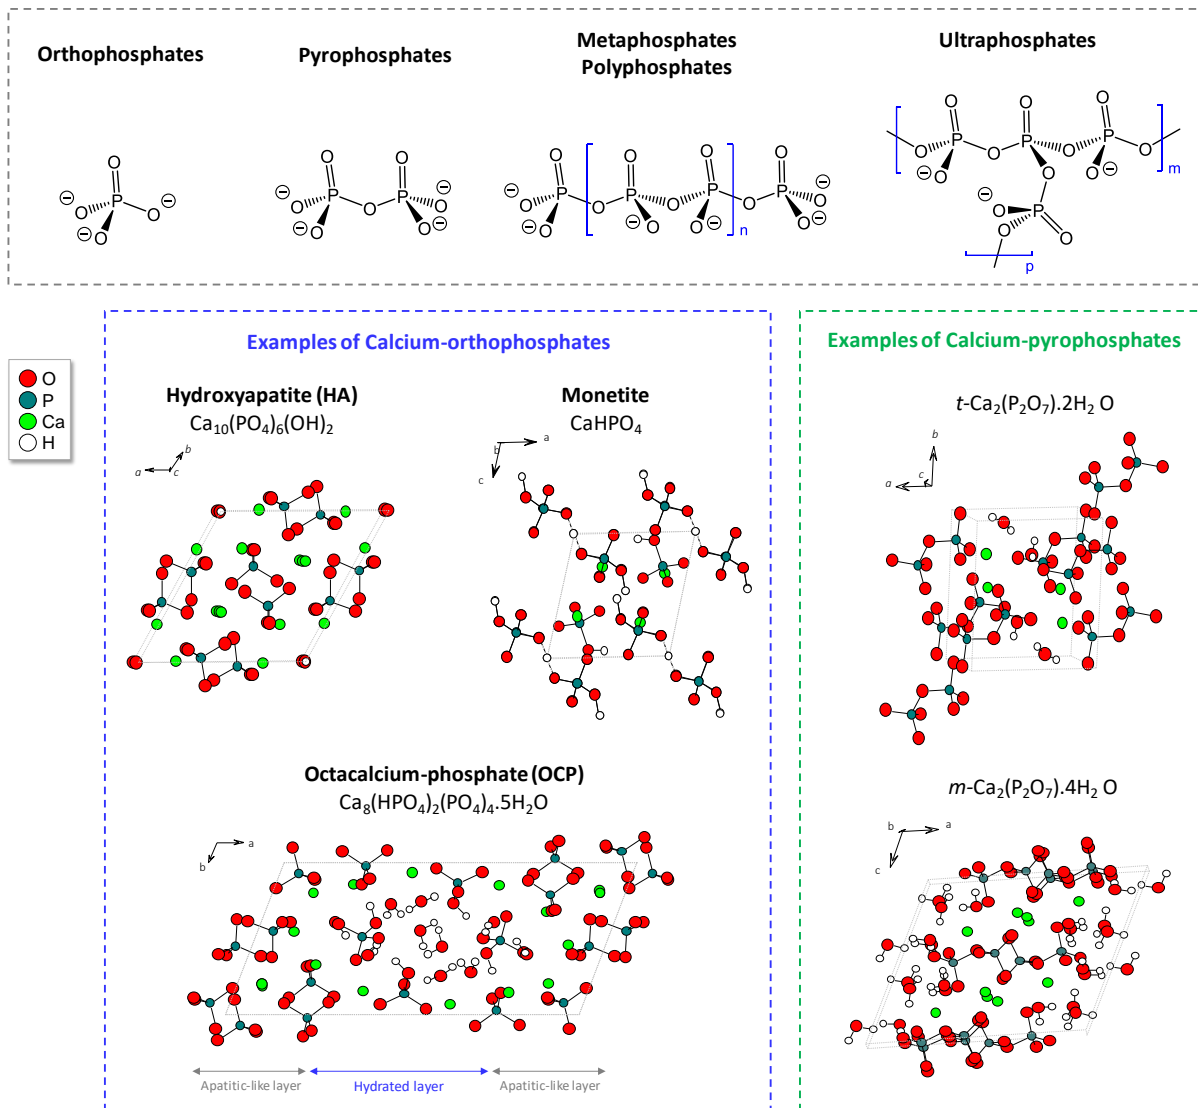 Orthophosphates
Pyrophosphates
Metaphosphates
Polyphosphates
Ultraphosphates
O
P
O⊖
⊖O
⊖O
O O
⊖O P O P O⊖
⊖O O⊖
O O O O
⊖O P O P O P O P O⊖
⊖O O⊖ O⊖ O⊖
n
O O O
O P O P O P O
⊖O O⊖
m
⊖O P
O O
p
Examples of Calcium-orthophosphates
Examples of Calcium-pyrophosphates
O
P
Ca
H
Hydroxyapatite (HA)
Ca10(PO4)6(OH)2
a c b
Monetite
CaHPO4
b a
c
t-Ca2(P2O7).2H2 O
b
a c
Octacalcium-phosphate (OCP)
Ca8(HPO4)2(PO4)4.5H2O
a
b
Apatitic-like layer
Hydrated layer
Apatitic-like layer
m-Ca2(P2O7).4H2 O
b a
c